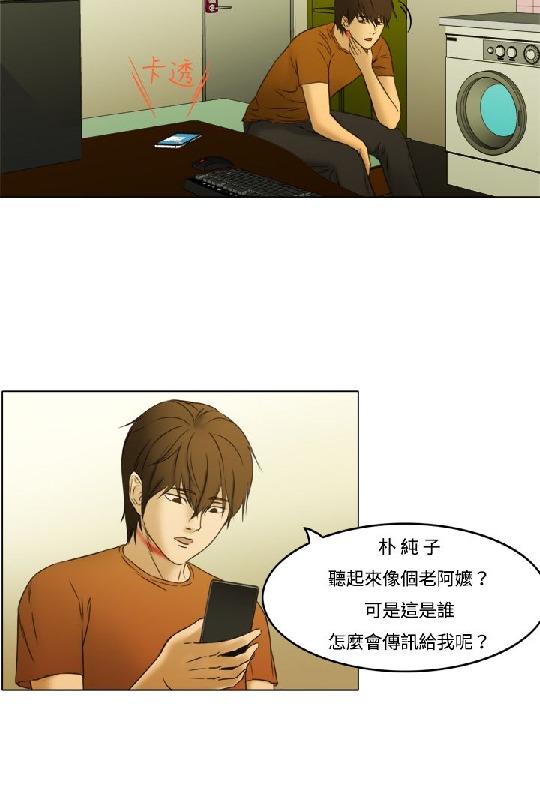 卡透
朴純子
聽起來像個老阿嬤？
可是這是誰
怎麼會傳訊給我呢？